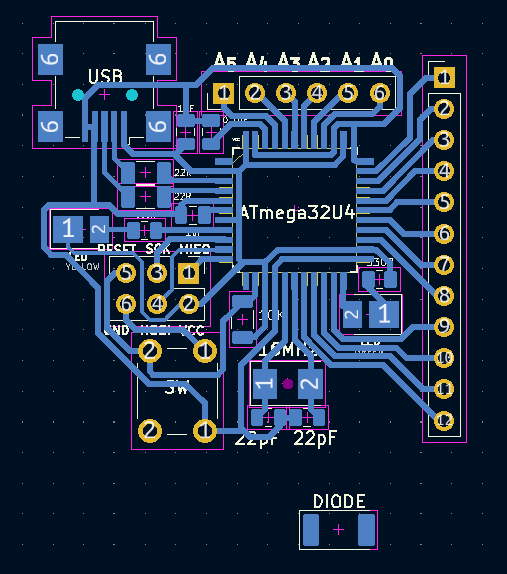 6 6
USB
6 6
A5 A4 A3 A2 A1 A0
1 2 3 4 5 6
1
2
3
4
5
6
7
8
9
10
11
12
22R
22R
1 2
YELLOW
RESET SCK MISO
5 3 1
6 4 2
GND MOSI VCC
ATmega32U4
10K
2 1
2 1
SW
2 1
16MHz
1 2
22pF 22pF
DIODE